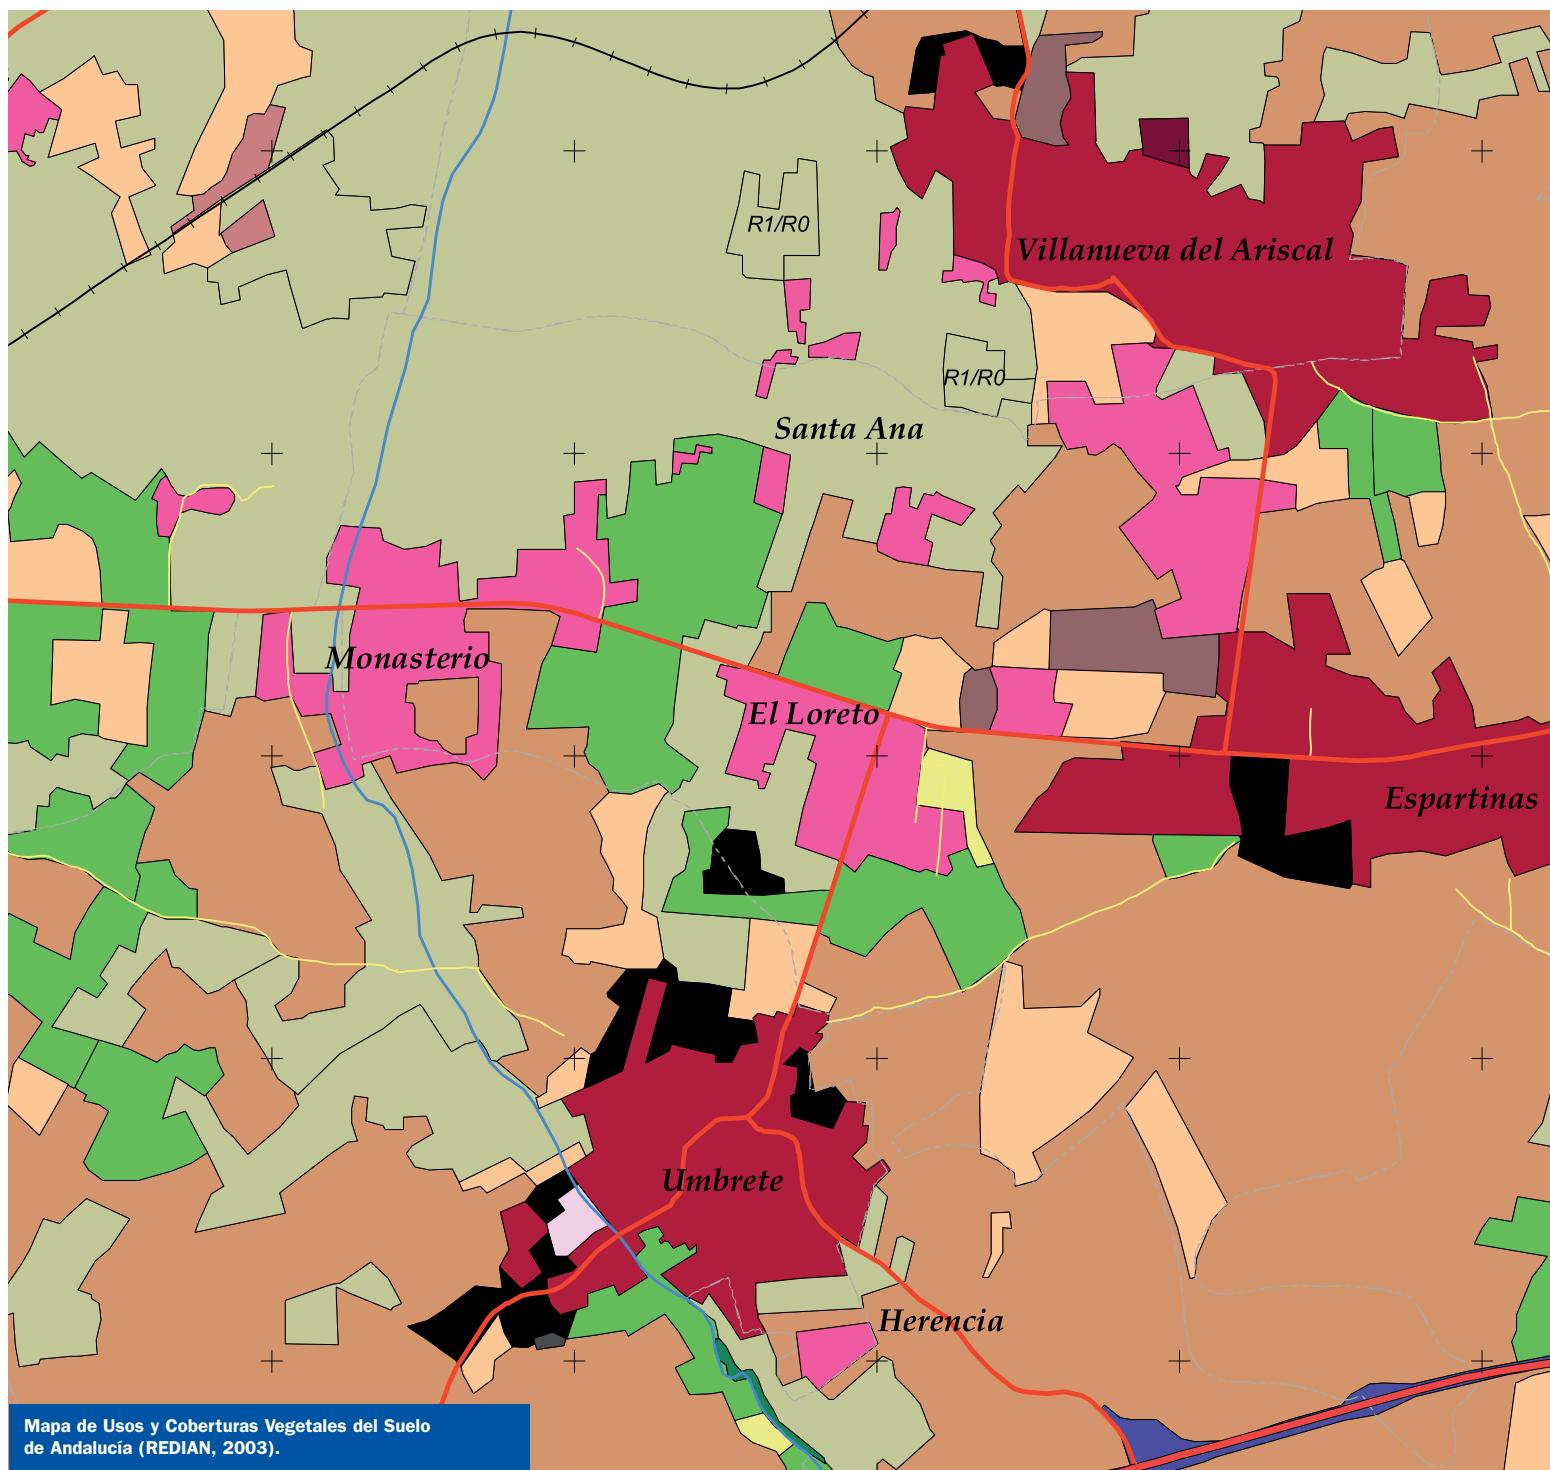 R1/R0
Villanueva del Ariscal
R1/R0
Santa Ana
Monasterio
El Loreto
Espartinas
Umbrete
Herencia
Mapa de Usos y Coberturas Vegetales del Suelo
de Andalucía (REDIAN, 2003).